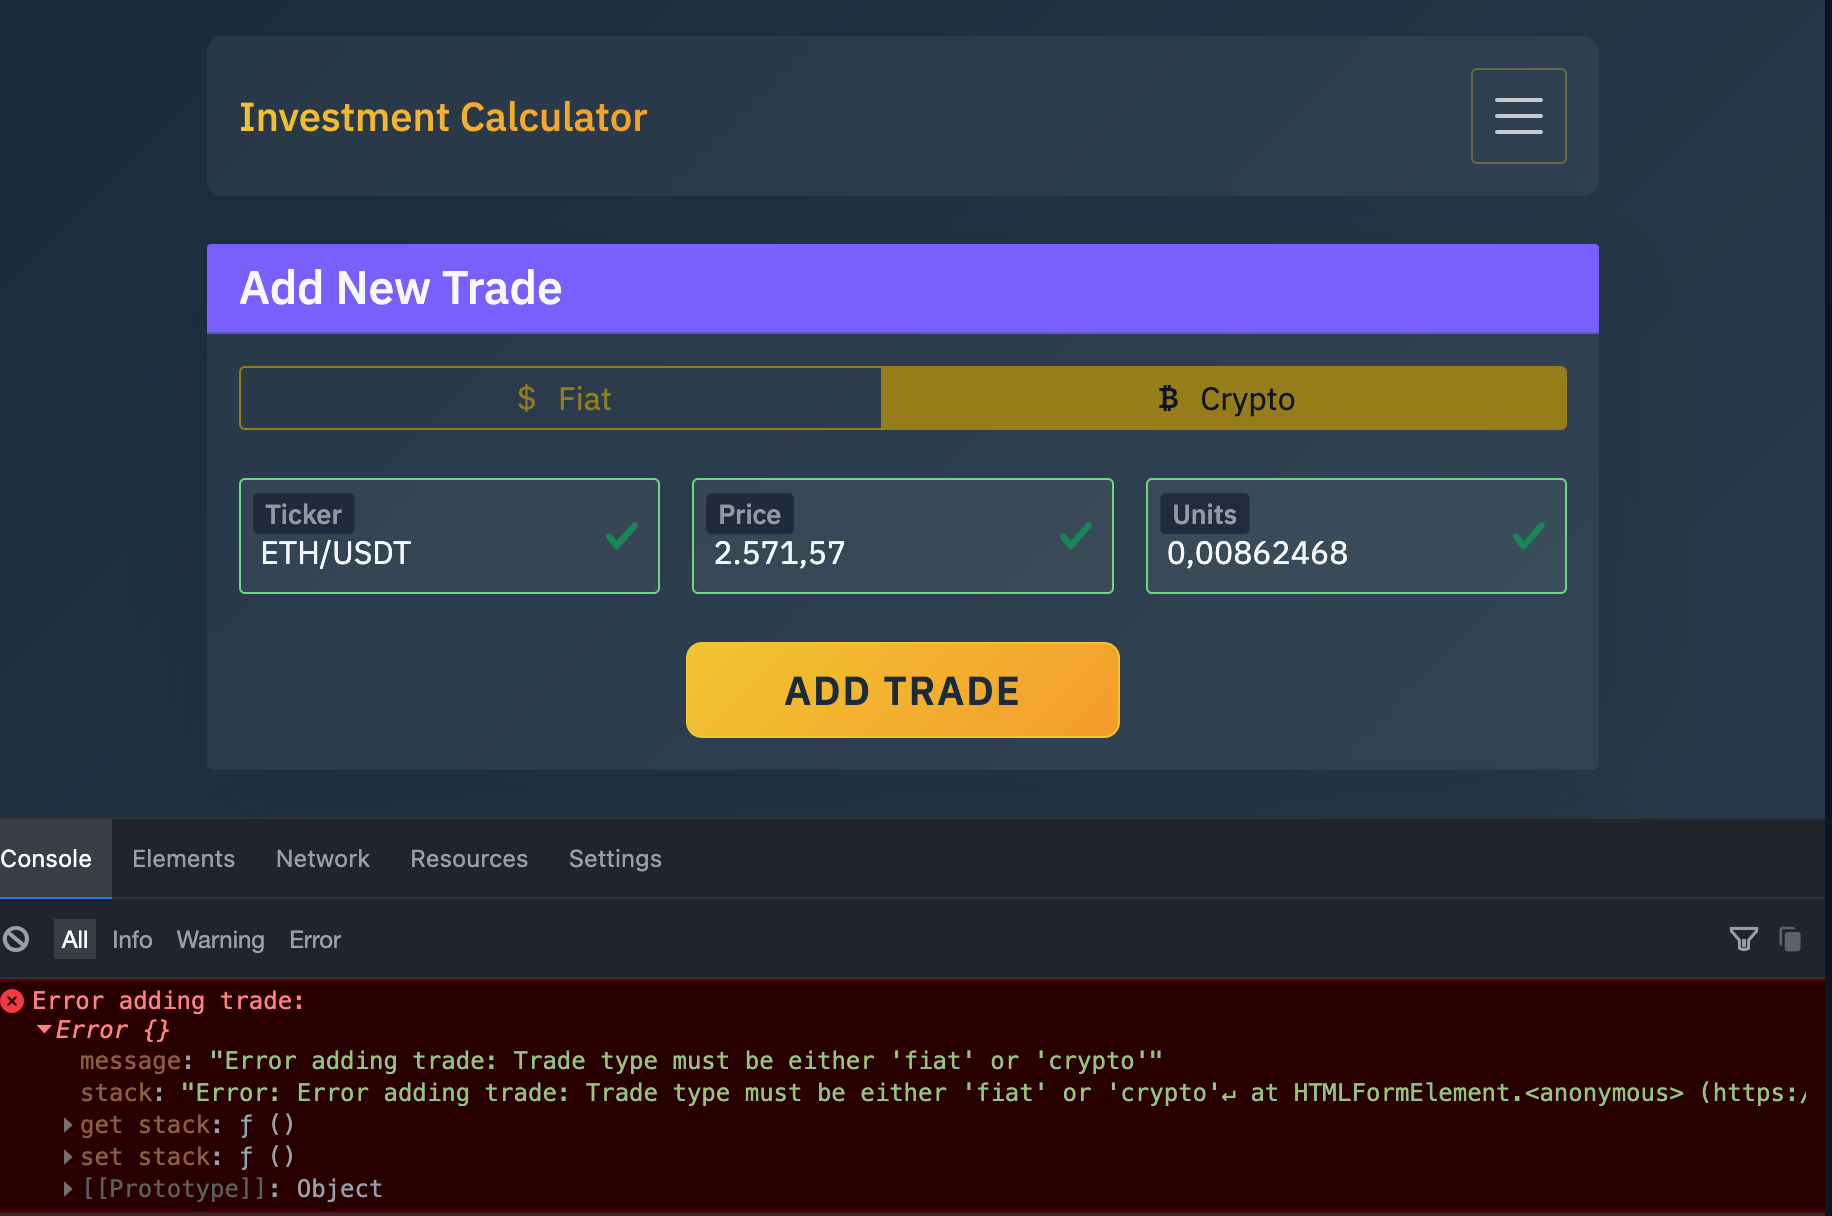 Investment Calculator
Add New Trade
$ Fiat
₿ Crypto
Ticker
ETH/USDT
Price
2.571,57
Units
0,00862468
ADD TRADE
Console Elements Network Resources Settings
All Info Warning Error
Error adding trade:
Error {}
message: "Error adding trade: Trade type must be either 'fiat' or 'crypto'"
stack: "Error: Error adding trade: Trade type must be either 'fiat' or 'crypto'↵ at HTMLFormElement.<anonymous> (https:/
get stack: ƒ ()
set stack: ƒ ()
[[Prototype]]: Object